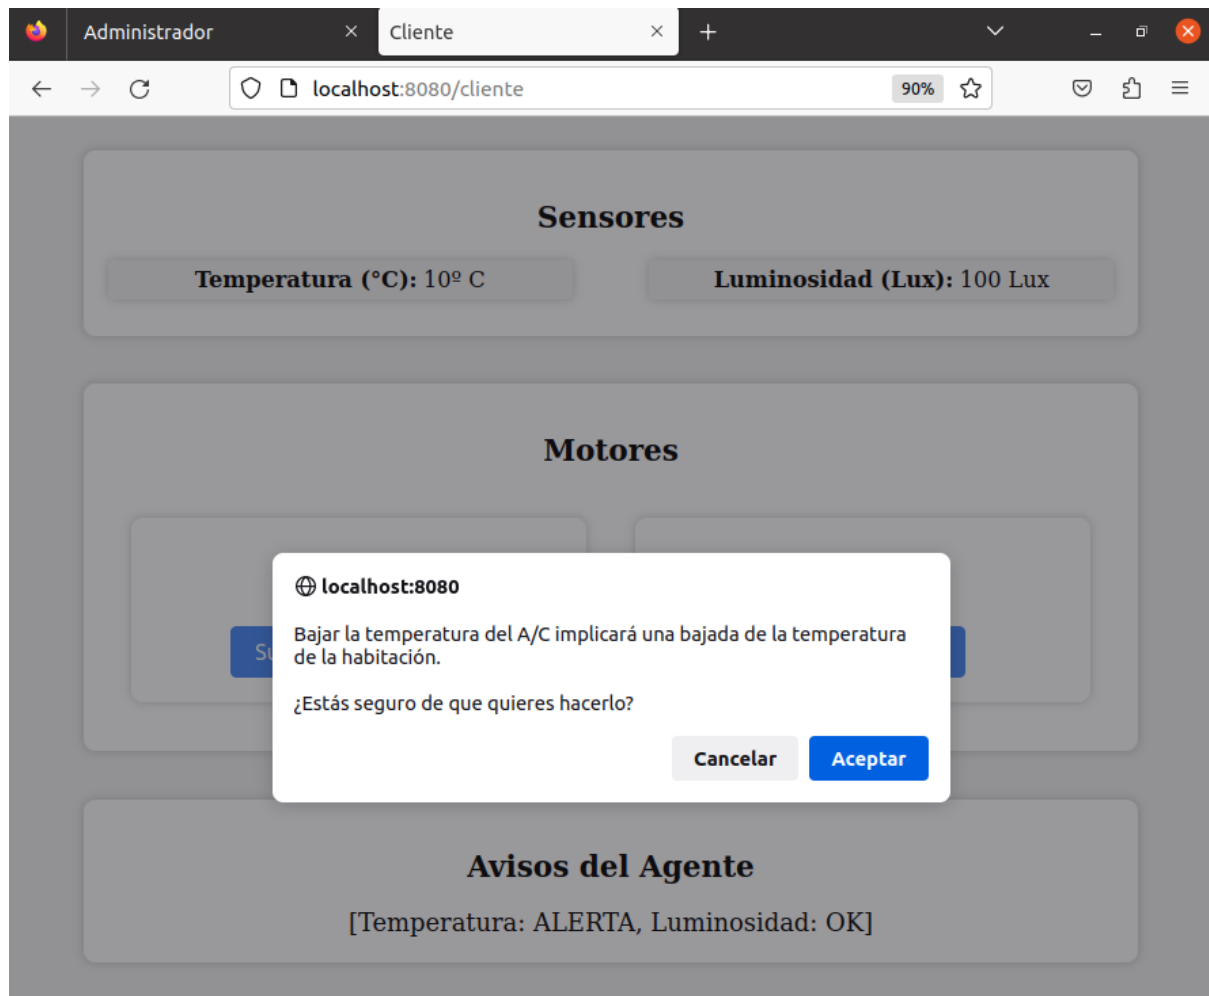 Administrador
Cliente
localhost:8080/cliente
90%
Sensores
Temperatura (°C): 10º C
Luminosidad (Lux): 100 Lux
Motores
localhost:8080
Bajar la temperatura del A/C implicará una bajada de la temperatura
de la habitación.
¿Estás seguro de que quieres hacerlo?
Cancelar
Aceptar
Avisos del Agente
[Temperatura: ALERTA, Luminosidad: OK]